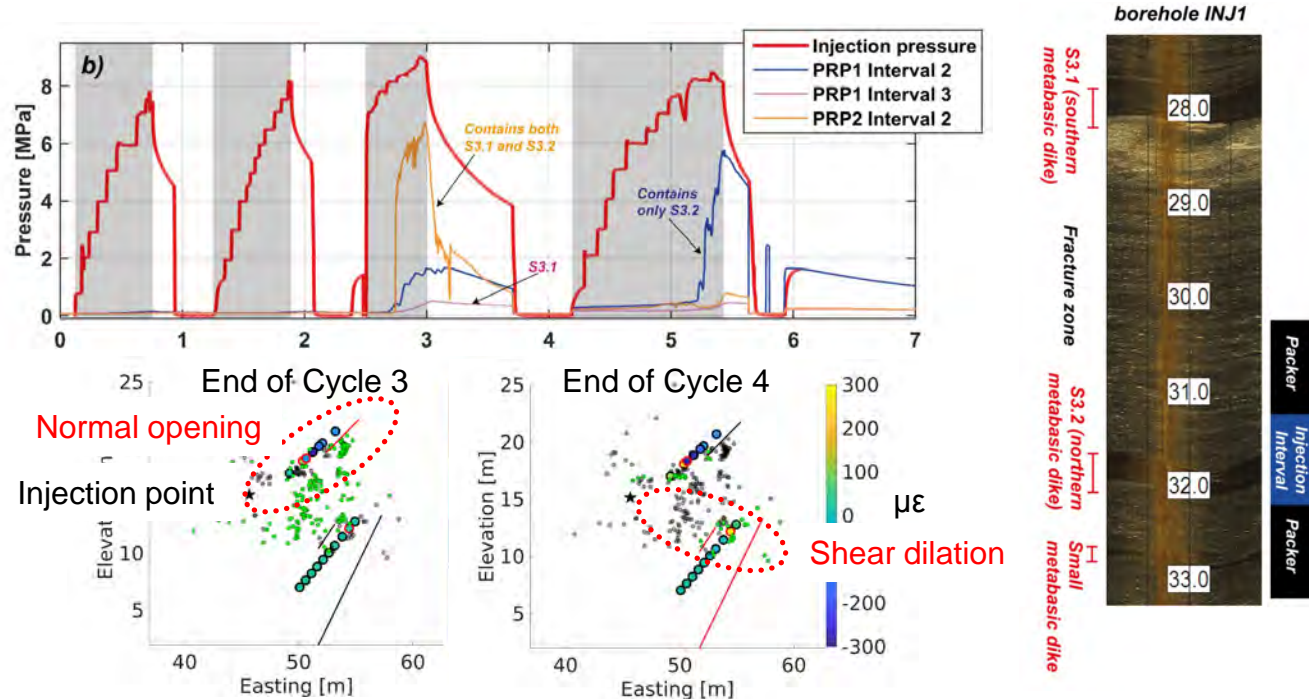 b)
Pressure [MPa]
8
6
4
2
0
0 1 2 3 4 5 6 7
Injection pressure
PRP1 Interval 2
PRP1 Interval 3
PRP2 Interval 2
Contains both
S3.1 and S3.2
S3.1
Contains
only S3.2
End of Cycle 3
25
Normal opening
Injection point
10
5
40 50 60
Easting [m]
End of Cycle 4
25
20
15
10
5
Elevation [m]
40 50 60
Easting [m]
Shear dilation
300
200
100
0
-200
-300
με
borehole INJ1
S3.1 (southern
metabasic dike)
Fracture zone
S3.2 (northern
metabasic dike)
Small
metabasic dike
28.0
29.0
30.0
31.0
32.0
33.0
Packer
Injection
Interval
Packer